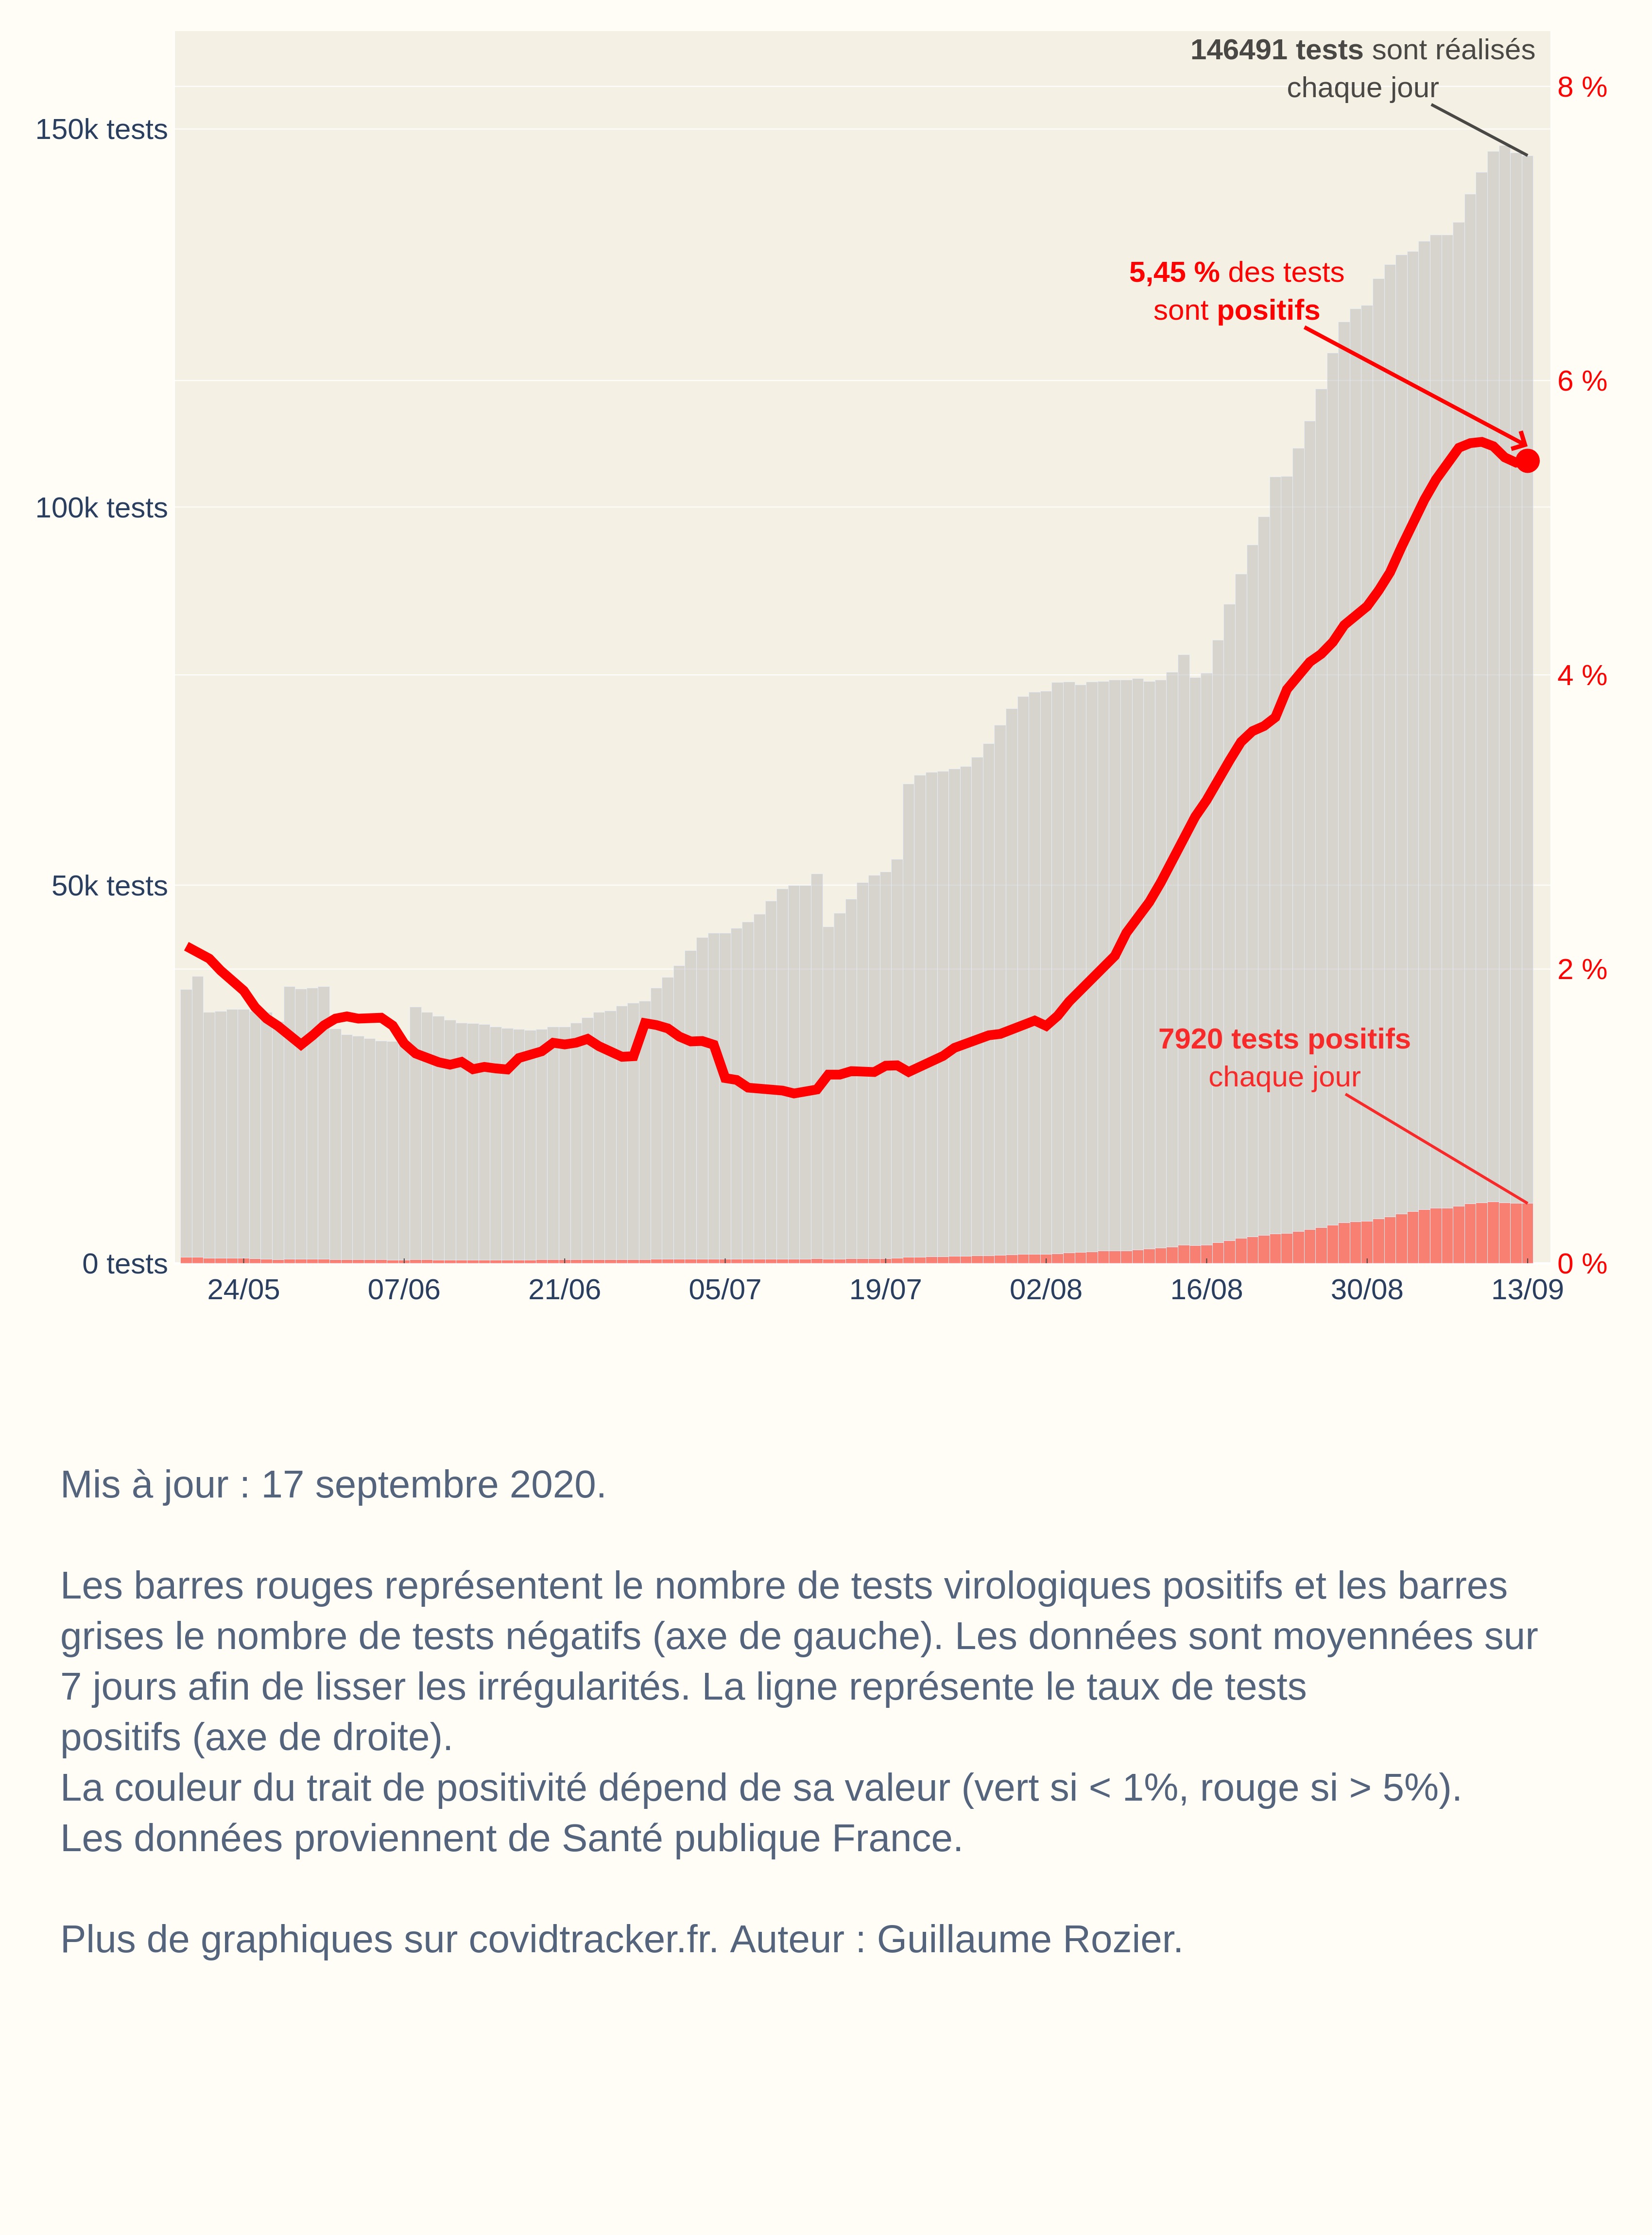 146491 tests sont réalisés
chaque jour
8 %
150k tests
5,45 % des tests
sont positifs
6 %
100k tests
4 %
50k tests
2 %
7920 tests positifs
chaque jour
0 tests
0 %
24/05
07/06
21/06
05/07
19/07
02/08
16/08
30/08
13/09
Mis à jour : 17 septembre 2020.
Les barres rouges représentent le nombre de tests virologiques positifs et les barres
grises le nombre de tests négatifs (axe de gauche). Les données sont moyennées sur
7 jours afin de lisser les irrégularités. La ligne représente le taux de tests
positifs (axe de droite).
La couleur du trait de positivité dépend de sa valeur (vert si < 1%, rouge si > 5%).
Les données proviennent de Santé publique France.
Plus de graphiques sur covidtracker.fr. Auteur : Guillaume Rozier.